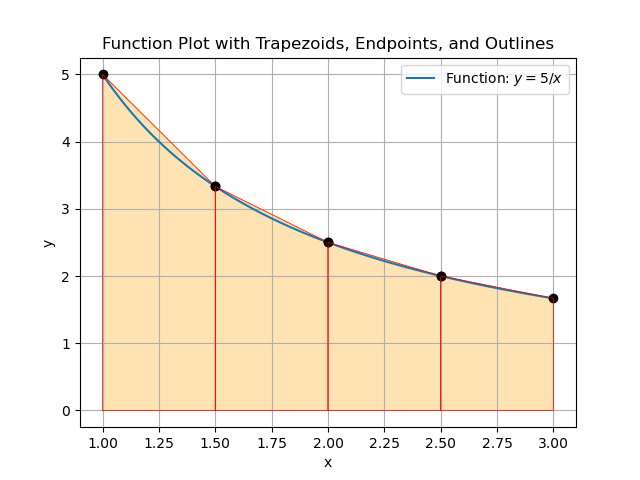 Function Plot with Trapezoids, Endpoints, and Outlines
Function: y = 5/x
y
5
4
3
2
1
0
1.00 1.25 1.50 1.75 2.00 2.25 2.50 2.75 3.00
x